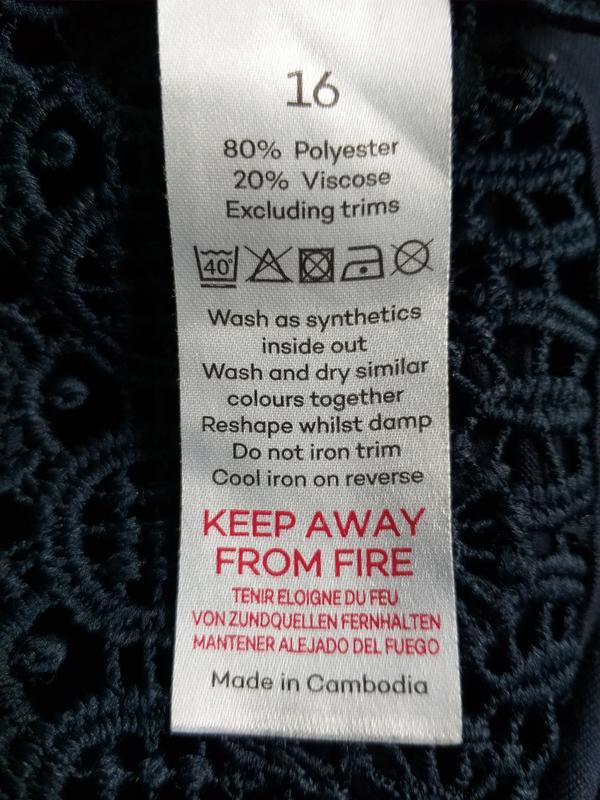 16
80% Polyester
20% Viscose
Excluding trims
40°
Wash as synthetics
inside out
Wash and dry similar
colours together
Reshape whilst damp
Do not iron trim
Cool iron on reverse
KEEP AWAY
FROM FIRE
TENIR ELOIGNE DU FEU
VON ZUNDQUELLEN FERNHALTEN
MANTENER ALEJADO DEL FUEGO
Made in Cambodia